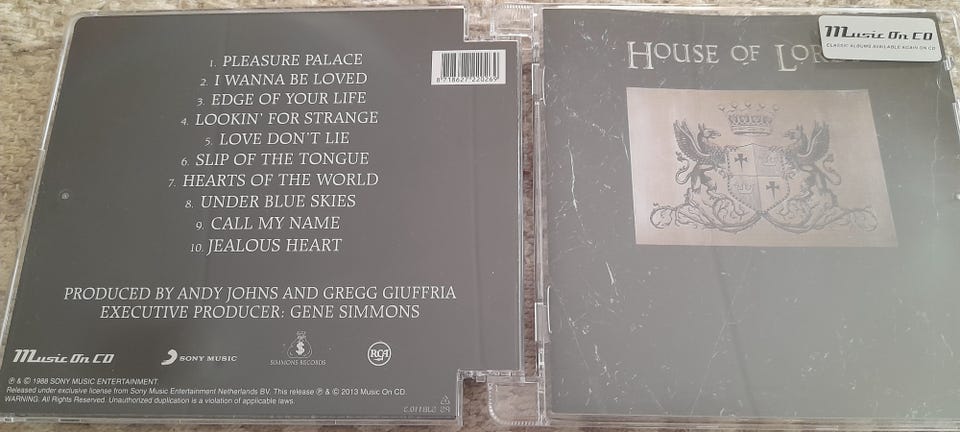 1. PLEASURE PALACE
2. I WANNA BE LOVED
3. EDGE OF YOUR LIFE
4. LOOKIN' FOR STRANGE
5. LOVE DON'T LIE
6. SLIP OF THE TONGUE
7. HEARTS OF THE WORLD
8. UNDER BLUE SKIES
9. CALL MY NAME
10. JEALOUS HEART
8 718627 220269
PRODUCED BY ANDY JOHNS AND GREGG GIUFFRIA
EXECUTIVE PRODUCER: GENE SIMMONS
Music On CD
SONY MUSIC
$
SIMMONS RECORDS
RCA
℗ & © 1988 SONY MUSIC ENTERTAINMENT.
Released under exclusive license from Sony Music Entertainment Netherlands BV. This release ℗ & © 2013 Music On CD.
WARNING. All Rights Reserved. Unauthorized duplication is a violation of applicable laws.
HOUSE OF LOR
Music On CD
CLASSIC ALBUMS AVAILABLE AGAIN ON CD